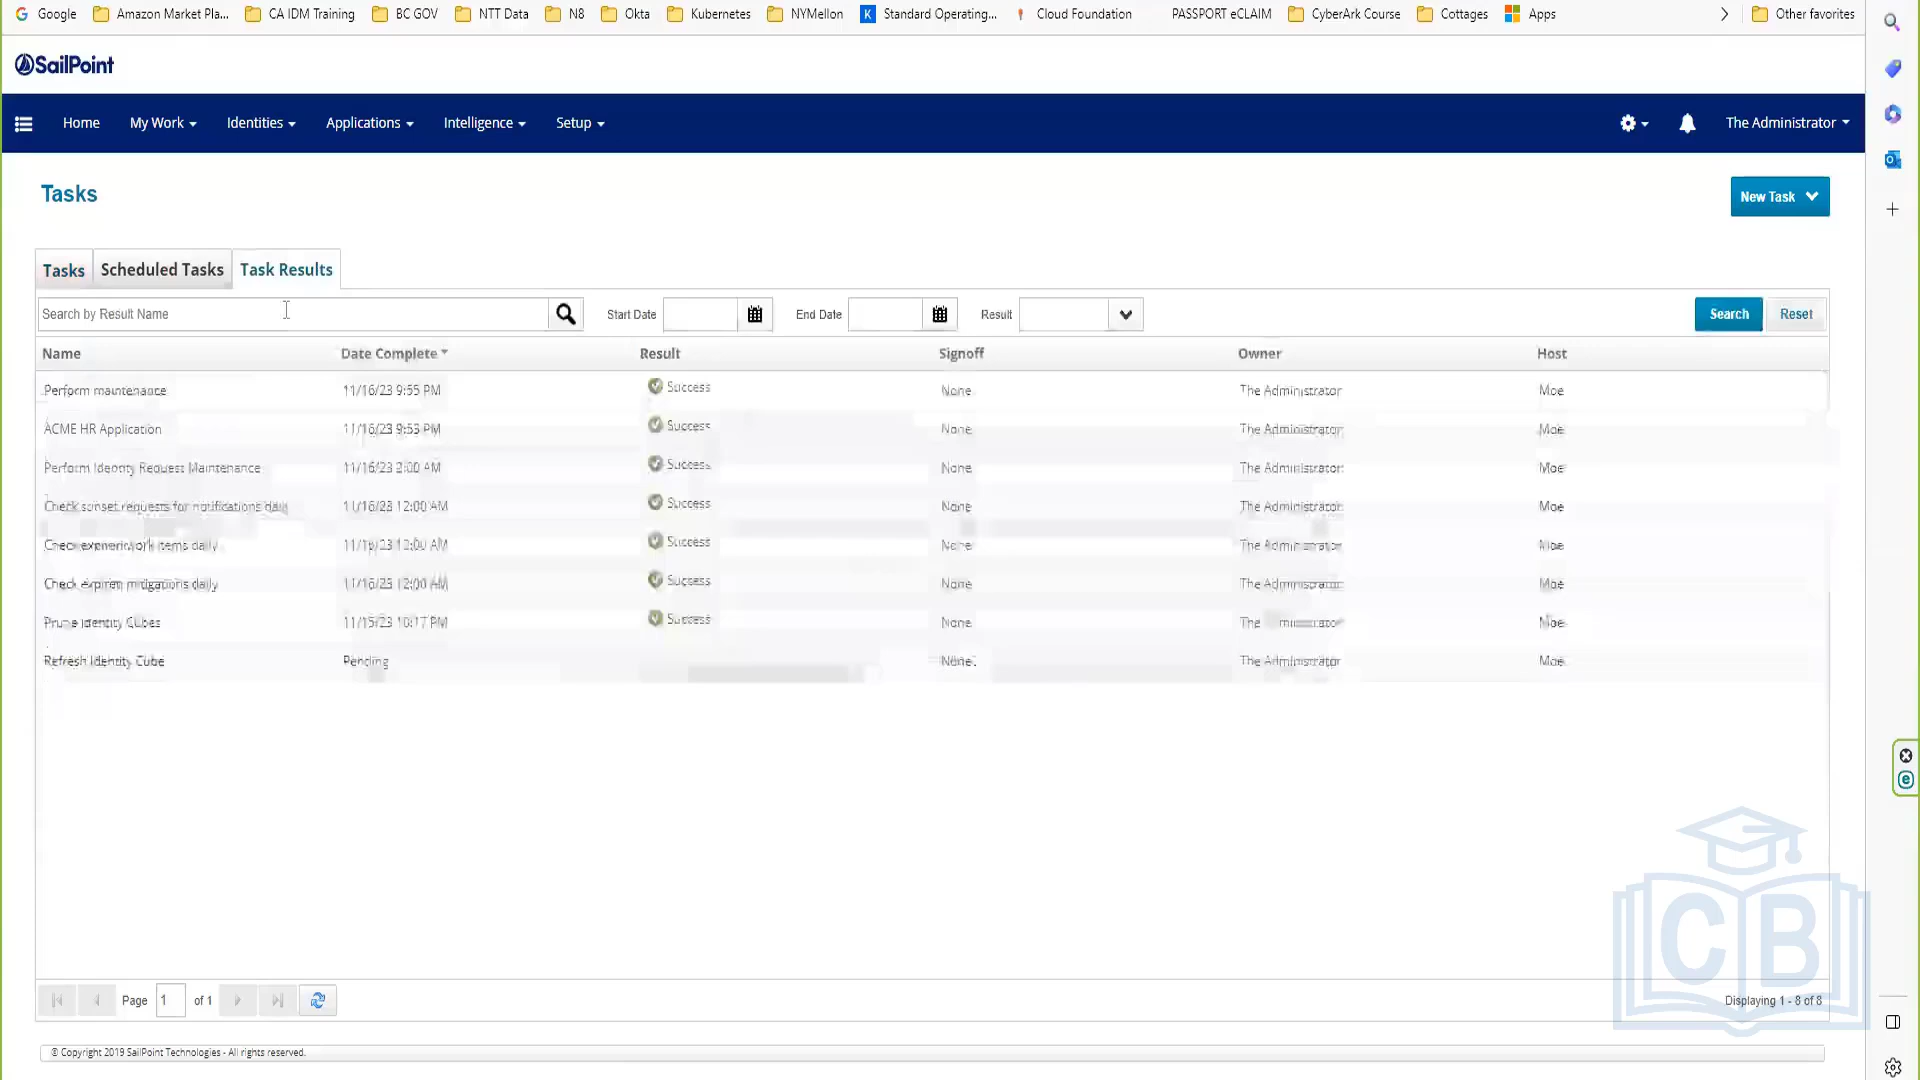 Google Amazon Market Pla... CA IDM Training BC GOV NTT Data N8 Okta Kubernetes NYMellon K Standard Operating... Cloud Foundation PASSPORT eCLAIM CyberArk Course Cottages Apps Other favorites
SailPoint
Home My Work Identities Applications Intelligence Setup The Administrator
Tasks
New Task
Tasks Scheduled Tasks Task Results
Search by Result Name Start Date End Date Result Search Reset
Name Date Complete Result Signoff Owner Host
Perform maintenance 11/16/23 9:55 PM Success None The Administrator Moe
ACME HR Application 11/16/23 9:53 PM Success None The Administrator Moe
Perform Identity Request Maintenance 11/16/23 2:00 AM Success None The Administrator Moe
Check sunset requests for notifications daily 11/16/23 12:00 AM Success None The Administrator Moe
Check expired work items daily 11/16/23 12:00 AM Success None The Administrator Moe
Check expired mitigations daily 11/16/23 12:00 AM Success None The Administrator Moe
Prune Identity Cubes 11/15/23 10:17 PM Success None The Administrator Moe
Refresh Identity Cube Pending None The Administrator Moe
Page 1 of 1 Displaying 1 - 8 of 8
© Copyright 2019 SailPoint Technologies - All rights reserved.
CB